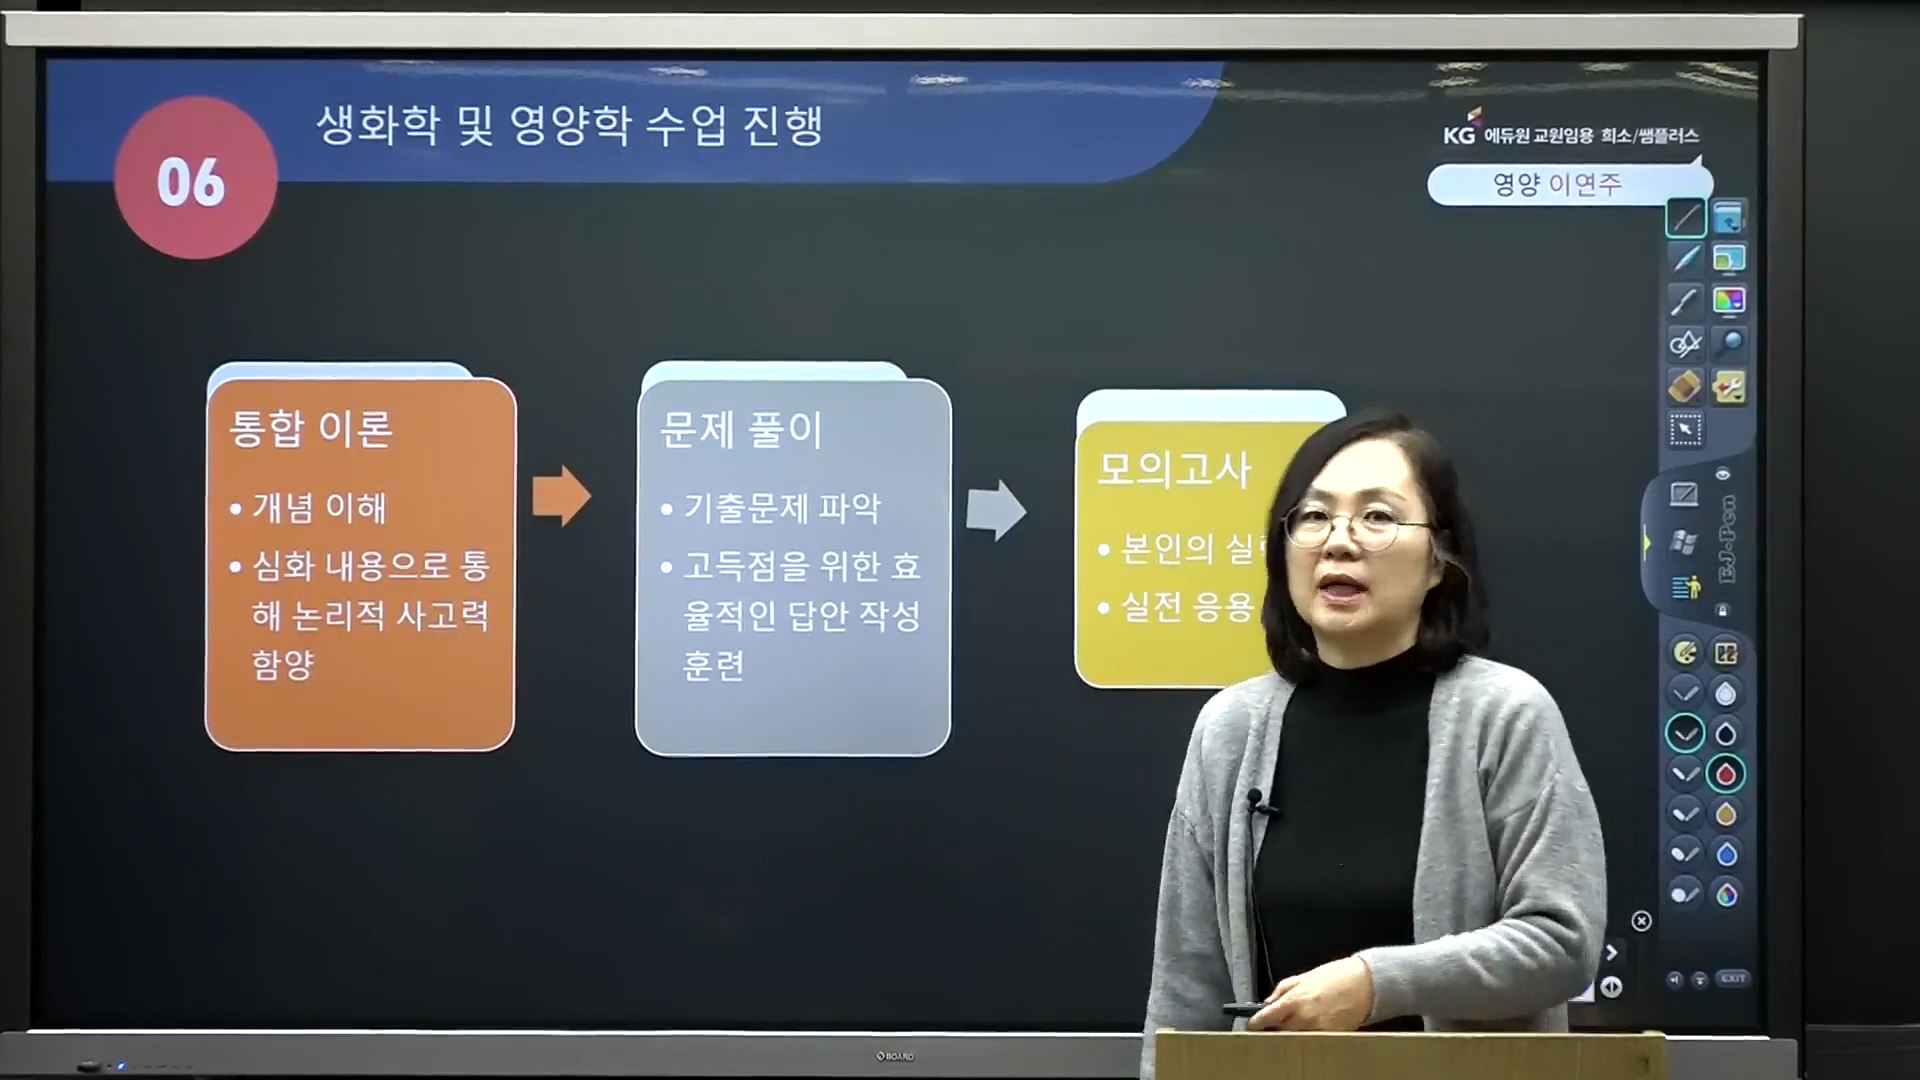 06
생화학 및 영양학 수업 진행
KG 에듀원 교원임용 희소/쌤플러스
영양 이연주
통합 이론
• 개념 이해
• 심화 내용으로 통
해 논리적 사고력
함양
문제 풀이
• 기출문제 파악
• 고득점을 위한 효
율적인 답안 작성
훈련
모의고사
• 본인의
• 실전 응용
EXIT
BOARD